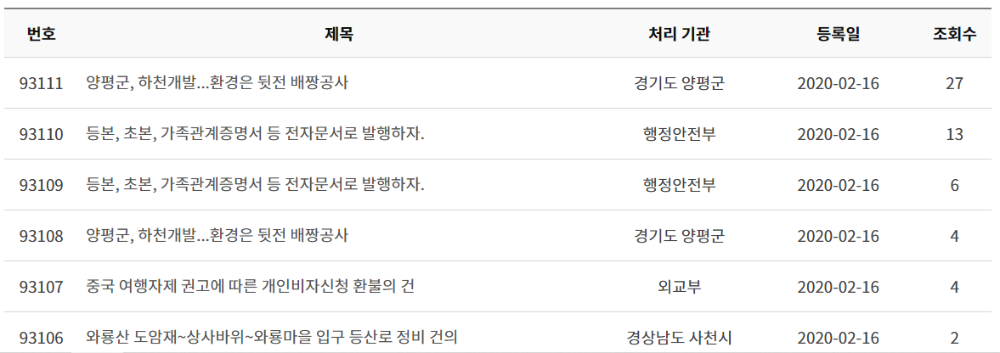 번호 제목 처리 기관 등록일 조회수
93111 양평군, 하천개발...환경은 뒷전 배짱공사 경기도 양평군 2020-02-16 27
93110 등본, 초본, 가족관계증명서 등 전자문서로 발행하자. 행정안전부 2020-02-16 13
93109 등본, 초본, 가족관계증명서 등 전자문서로 발행하자. 행정안전부 2020-02-16 6
93108 양평군, 하천개발...환경은 뒷전 배짱공사 경기도 양평군 2020-02-16 4
93107 중국 여행자제 권고에 따른 개인비자신청 환불의 건 외교부 2020-02-16 4
93106 와룡산 도암재~상사바위~와룡마을 입구 등산로 정비 건의 경상남도 사천시 2020-02-16 2